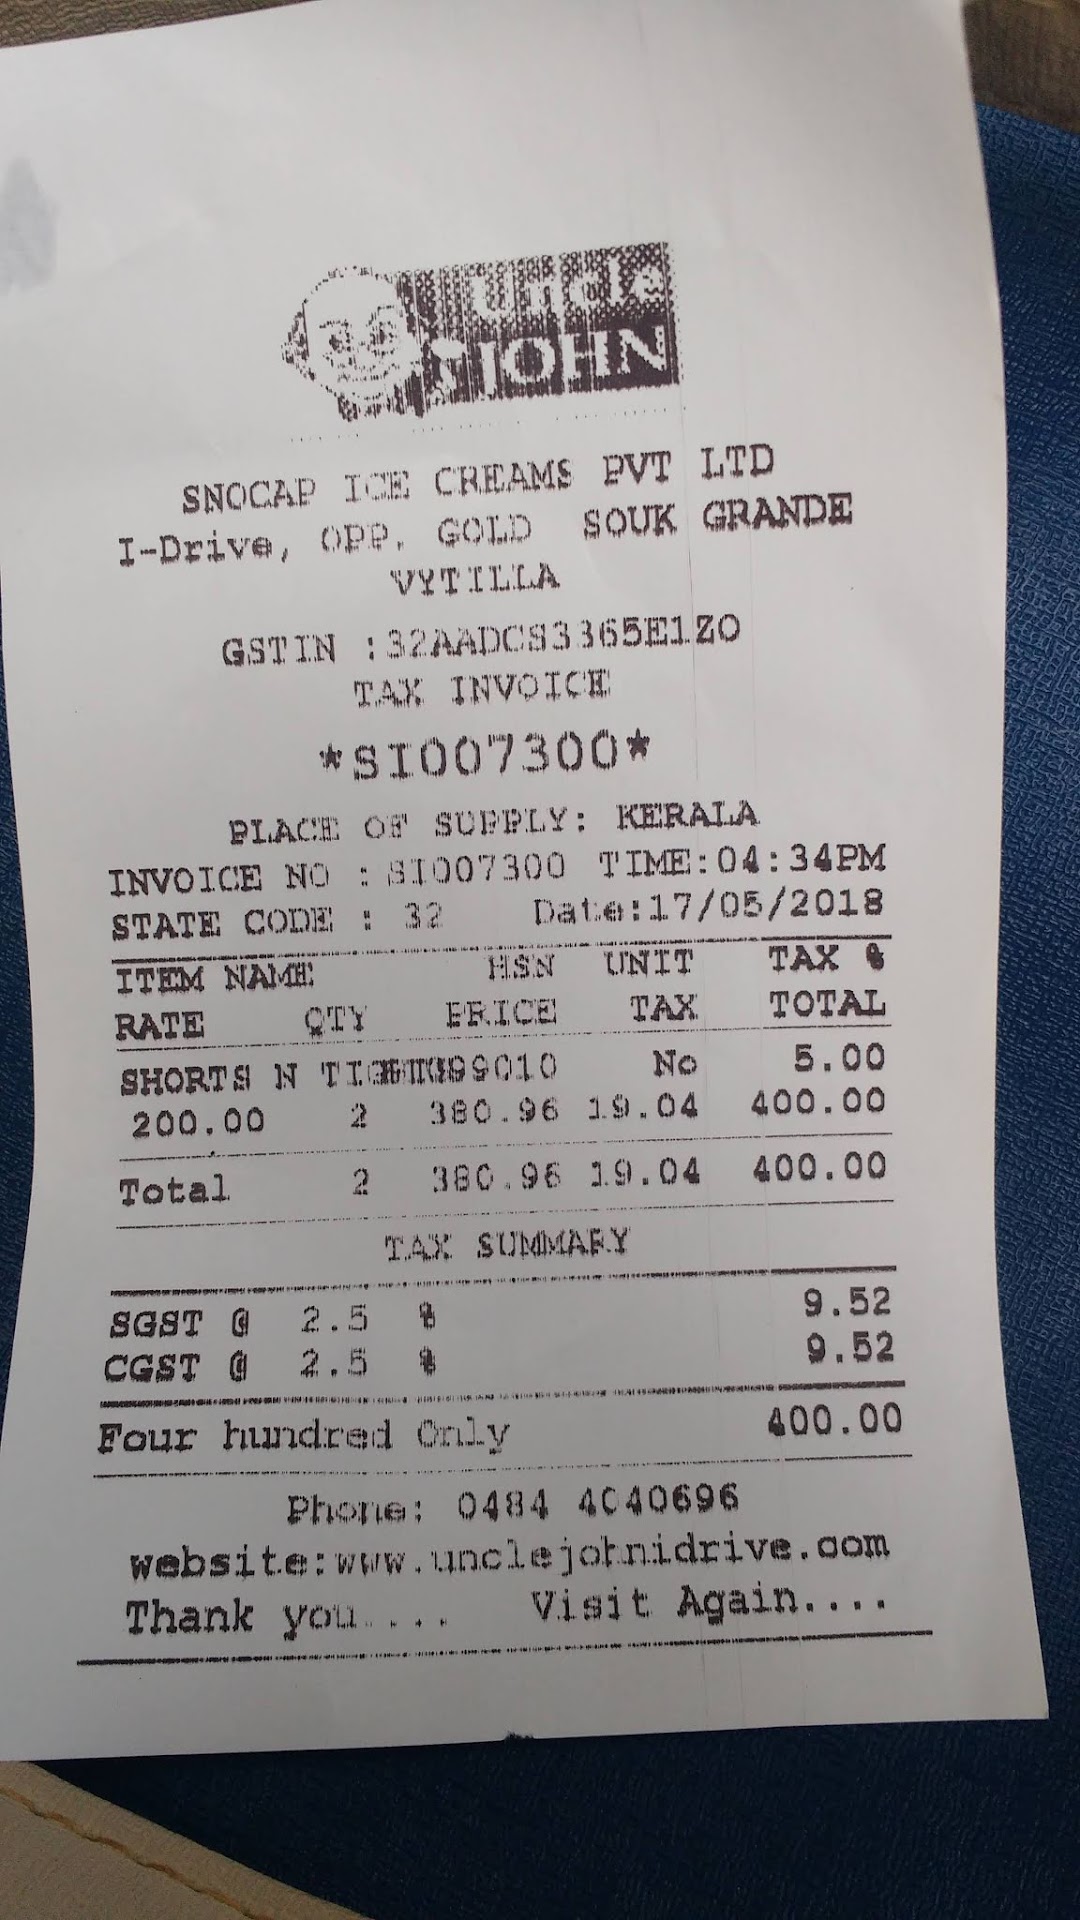 Uncle
JOHN
SNOCAP ICE CREAMS PVT LTD
I-Drive, OPP. GOLD SOUK GRANDE
VYTILLA
GSTIN :32AADCS3365E1ZO
TAX INVOICE
*SI007300*
PLACE OF SUPPLY: KERALA
INVOICE NO : SI007300 TIME:04:34PM
STATE CODE : 32 Date:17/05/2018
ITEM NAME HSN UNIT TAX %
RATE QTY PRICE TAX TOTAL
SHORTS N 99010 No 5.00
200.00 2 380.96 19.04 400.00
Total 2 380.96 19.04 400.00
TAX SUMMARY
SGST @ 2.5 % 9.52
CGST @ 2.5 % 9.52
Four hundred Only 400.00
Phone: 0484 4040696
website:www.unclejohnidrive.com
Thank you.... Visit Again....